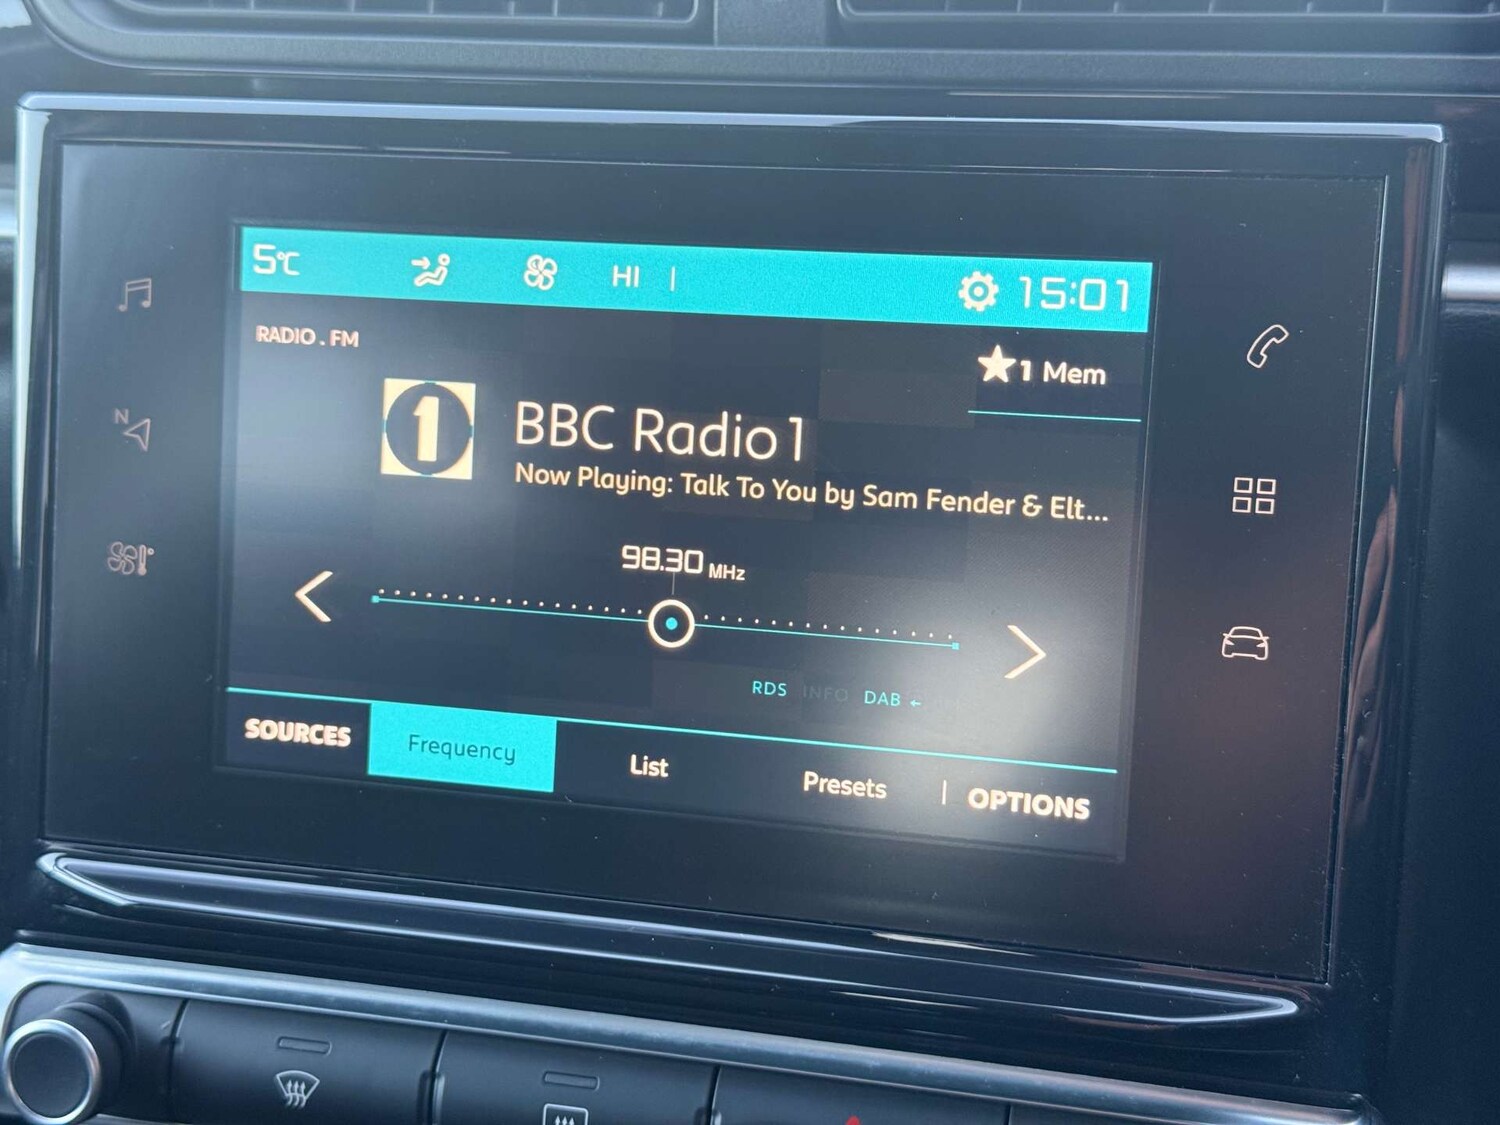 5°C HI | 15:01
RADIO . FM
★1 Mem
1 BBC Radio 1
Now Playing: Talk To You by Sam Fender & Elt...
98.30 MHz
RDS INFO DAB ←
SOURCES Frequency List Presets | OPTIONS
N